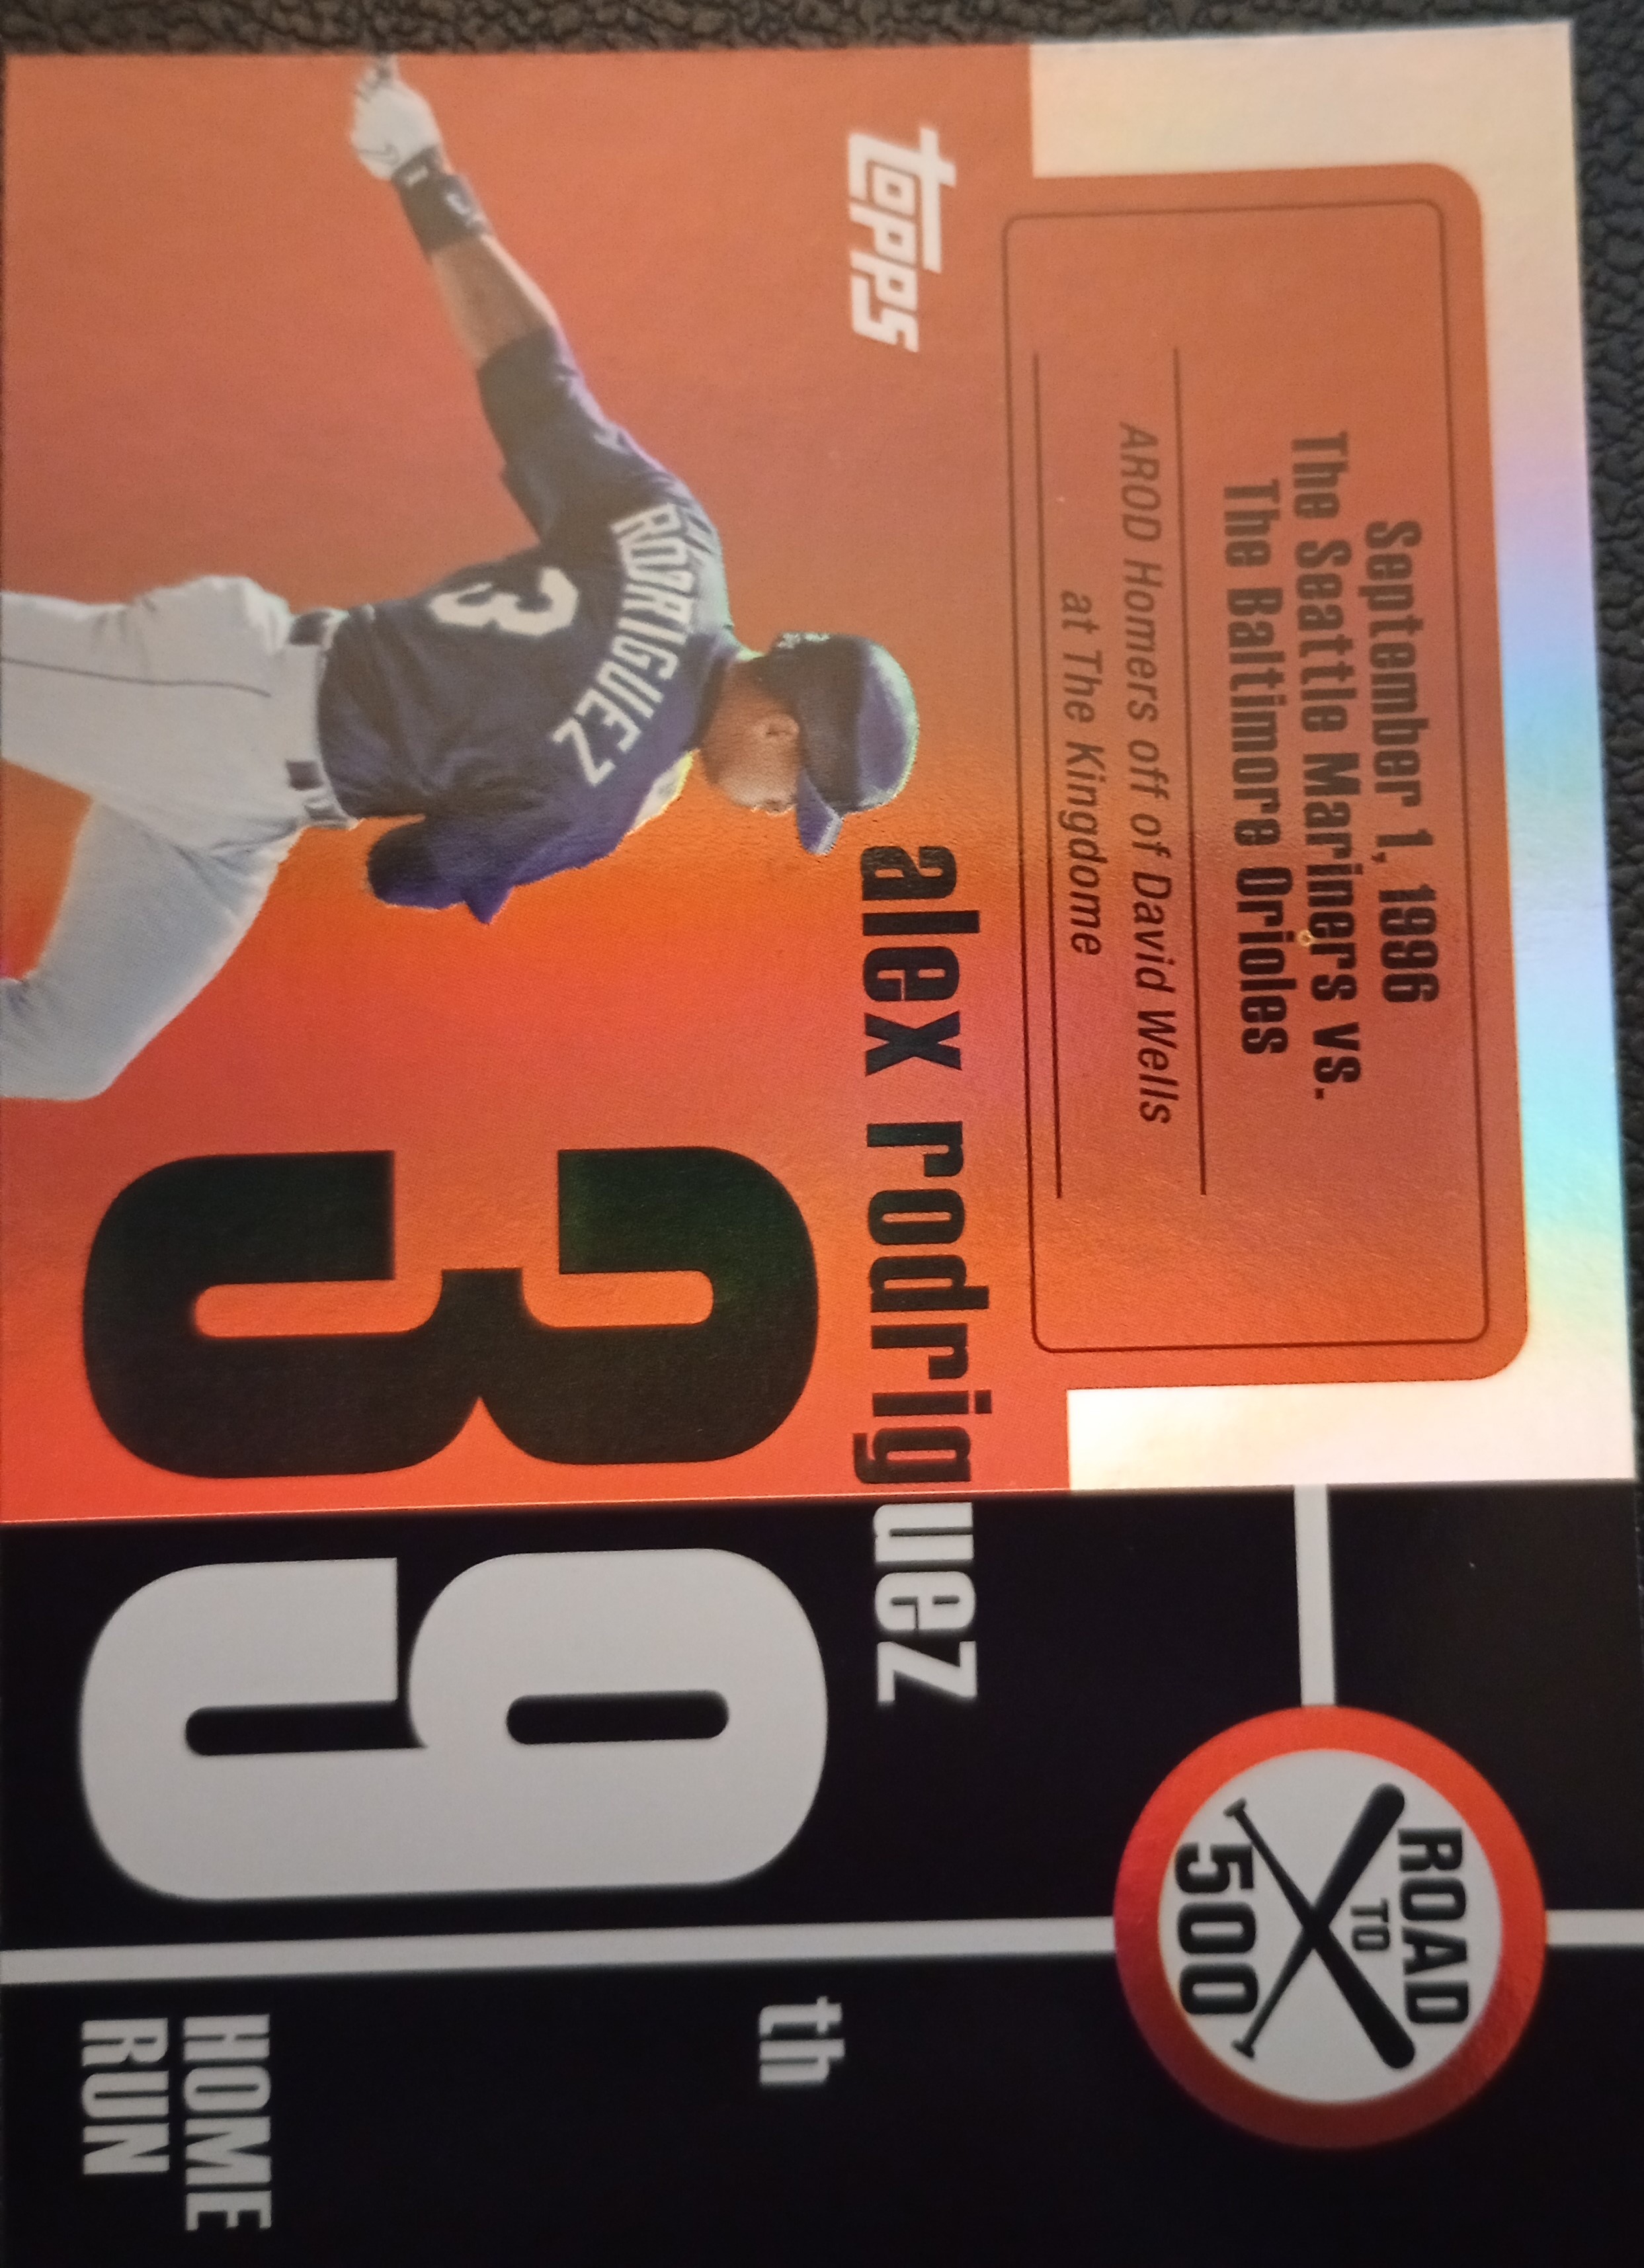 September 1, 1996
The Seattle Mariners vs.
The Baltimore Orioles
AROD Homers off of David Wells
at The Kingdome
ROAD
TO
500
topps
alex rodriguez
RODRIGUEZ
3
39
th
HOME
RUN